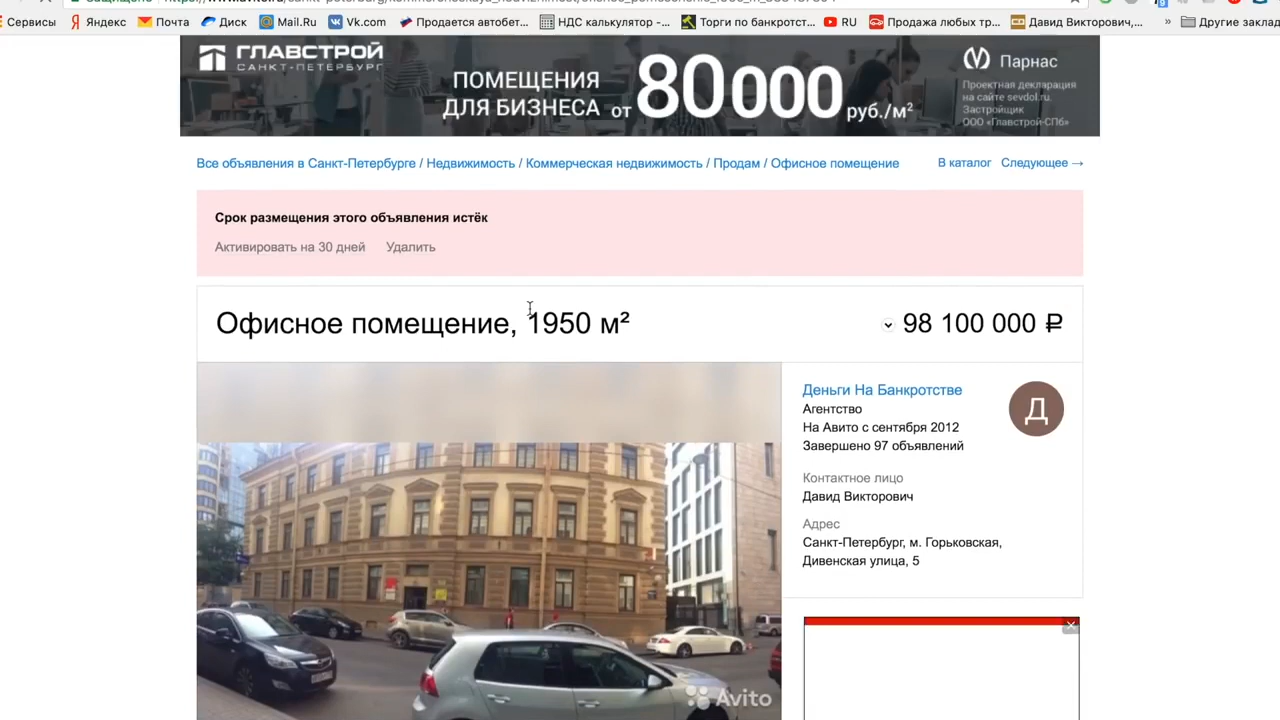 Сервисы Яндекс Почта Диск Mail.Ru Vk.com Продается автобет... НДС калькулятор -... Торги по банкротст... RU Продажа любых тр... Давид Викторович,... » Другие заклад
ГЛАВСТРОЙ
САНКТ-ПЕТЕРБУРГ
ПОМЕЩЕНИЯ
ДЛЯ БИЗНЕСА от 80 000 руб./м²
Парнас
Проектная декларация
на сайте sevdol.ru.
Застройщик
ООО «Главстрой-СПб»
Все объявления в Санкт-Петербурге / Недвижимость / Коммерческая недвижимость / Продам / Офисное помещение
В каталог Следующее →
Срок размещения этого объявления истёк
Активировать на 30 дней Удалить
Офисное помещение, 1950 м²
98 100 000 ₽
Деньги На Банкротстве
Агентство
На Авито с сентября 2012
Завершено 97 объявлений
Д
Контактное лицо
Давид Викторович
Адрес
Санкт-Петербург, м. Горьковская,
Дивенская улица, 5
Avito